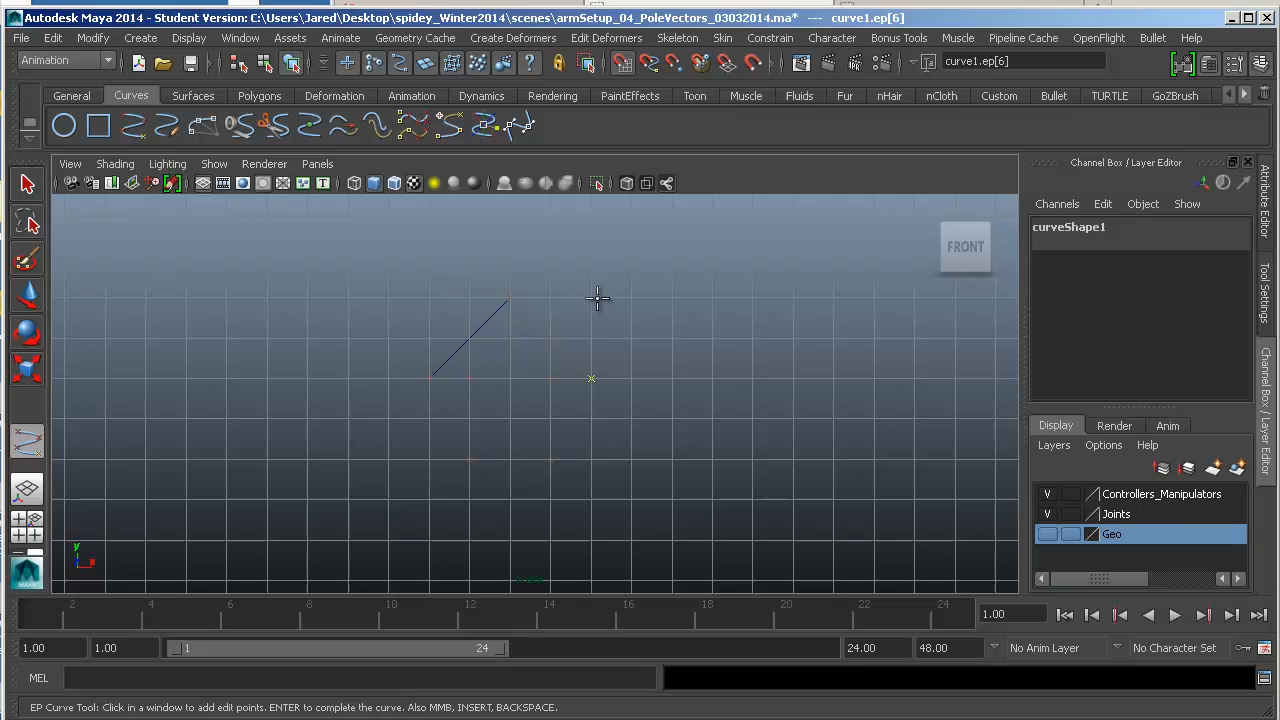 Autodesk Maya 2014 - Student Version: C:\Users\Jared\Desktop\spidey_Winter2014\scenes\armSetup_04_PoleVectors_03032014.ma* --- curve1.ep[6]
File Edit Modify Create Display Window Assets Animate Geometry Cache Create Deformers Edit Deformers Skeleton Skin Constrain Character Bonus Tools Muscle Pipeline Cache OpenFlight Bullet Help
Animation curve1.ep[6]
General Curves Surfaces Polygons Deformation Animation Dynamics Rendering PaintEffects Toon Muscle Fluids Fur nHair nCloth Custom Bullet TURTLE GoZBrush
View Shading Lighting Show Renderer Panels
Channel Box / Layer Editor
Channels Edit Object Show
curveShape1
FRONT
Attribute Editor
Tool Settings
Channel Box / Layer Editor
Display Render Anim
Layers Options Help
V Controllers_Manipulators
V Joints
Geo
y
x
MAYA
2 4 6 8 10 12 14 16 18 20 22 24
1.00
1.00 1.00 1 24 24.00 48.00 No Anim Layer No Character Set
MEL
EP Curve Tool: Click in a window to add edit points. ENTER to complete the curve. Also MMB, INSERT, BACKSPACE.